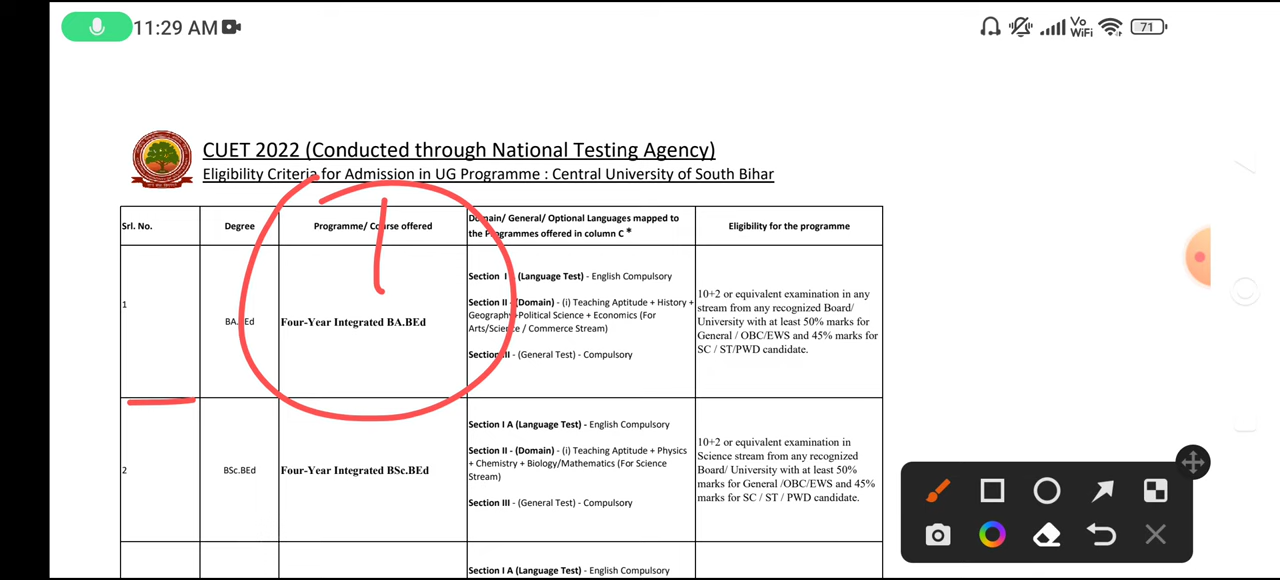 11:29 AM
Vo
WiFi
71
CUET 2022 (Conducted through National Testing Agency)
Eligibility Criteria for Admission in UG Programme : Central University of South Bihar
Srl. No.
Degree
Programme/ Course offered
Domain/ General/ Optional Languages mapped to
the Programmes offered in column C *
Eligibility for the programme
1
BA.BEd
Four-Year Integrated BA.BEd
Section I (Language Test) - English Compulsory
Section II - (Domain) - (i) Teaching Aptitude + History +
Geography+Political Science + Economics (For
Arts/Science / Commerce Stream)
Section III - (General Test) - Compulsory
10+2 or equivalent examination in any
stream from any recognized Board/
University with at least 50% marks for
General / OBC/EWS and 45% marks for
SC / ST/PWD candidate.
2
BSc.BEd
Four-Year Integrated BSc.BEd
Section I A (Language Test) - English Compulsory
Section II - (Domain) - (i) Teaching Aptitude + Physics
+ Chemistry + Biology/Mathematics (For Science
Stream)
Section III - (General Test) - Compulsory
10+2 or equivalent examination in
Science stream from any recognized
Board/ University with at least 50%
marks for General /OBC/EWS and 45%
marks for SC / ST / PWD candidate.
Section I A (Language Test) - English Compulsory